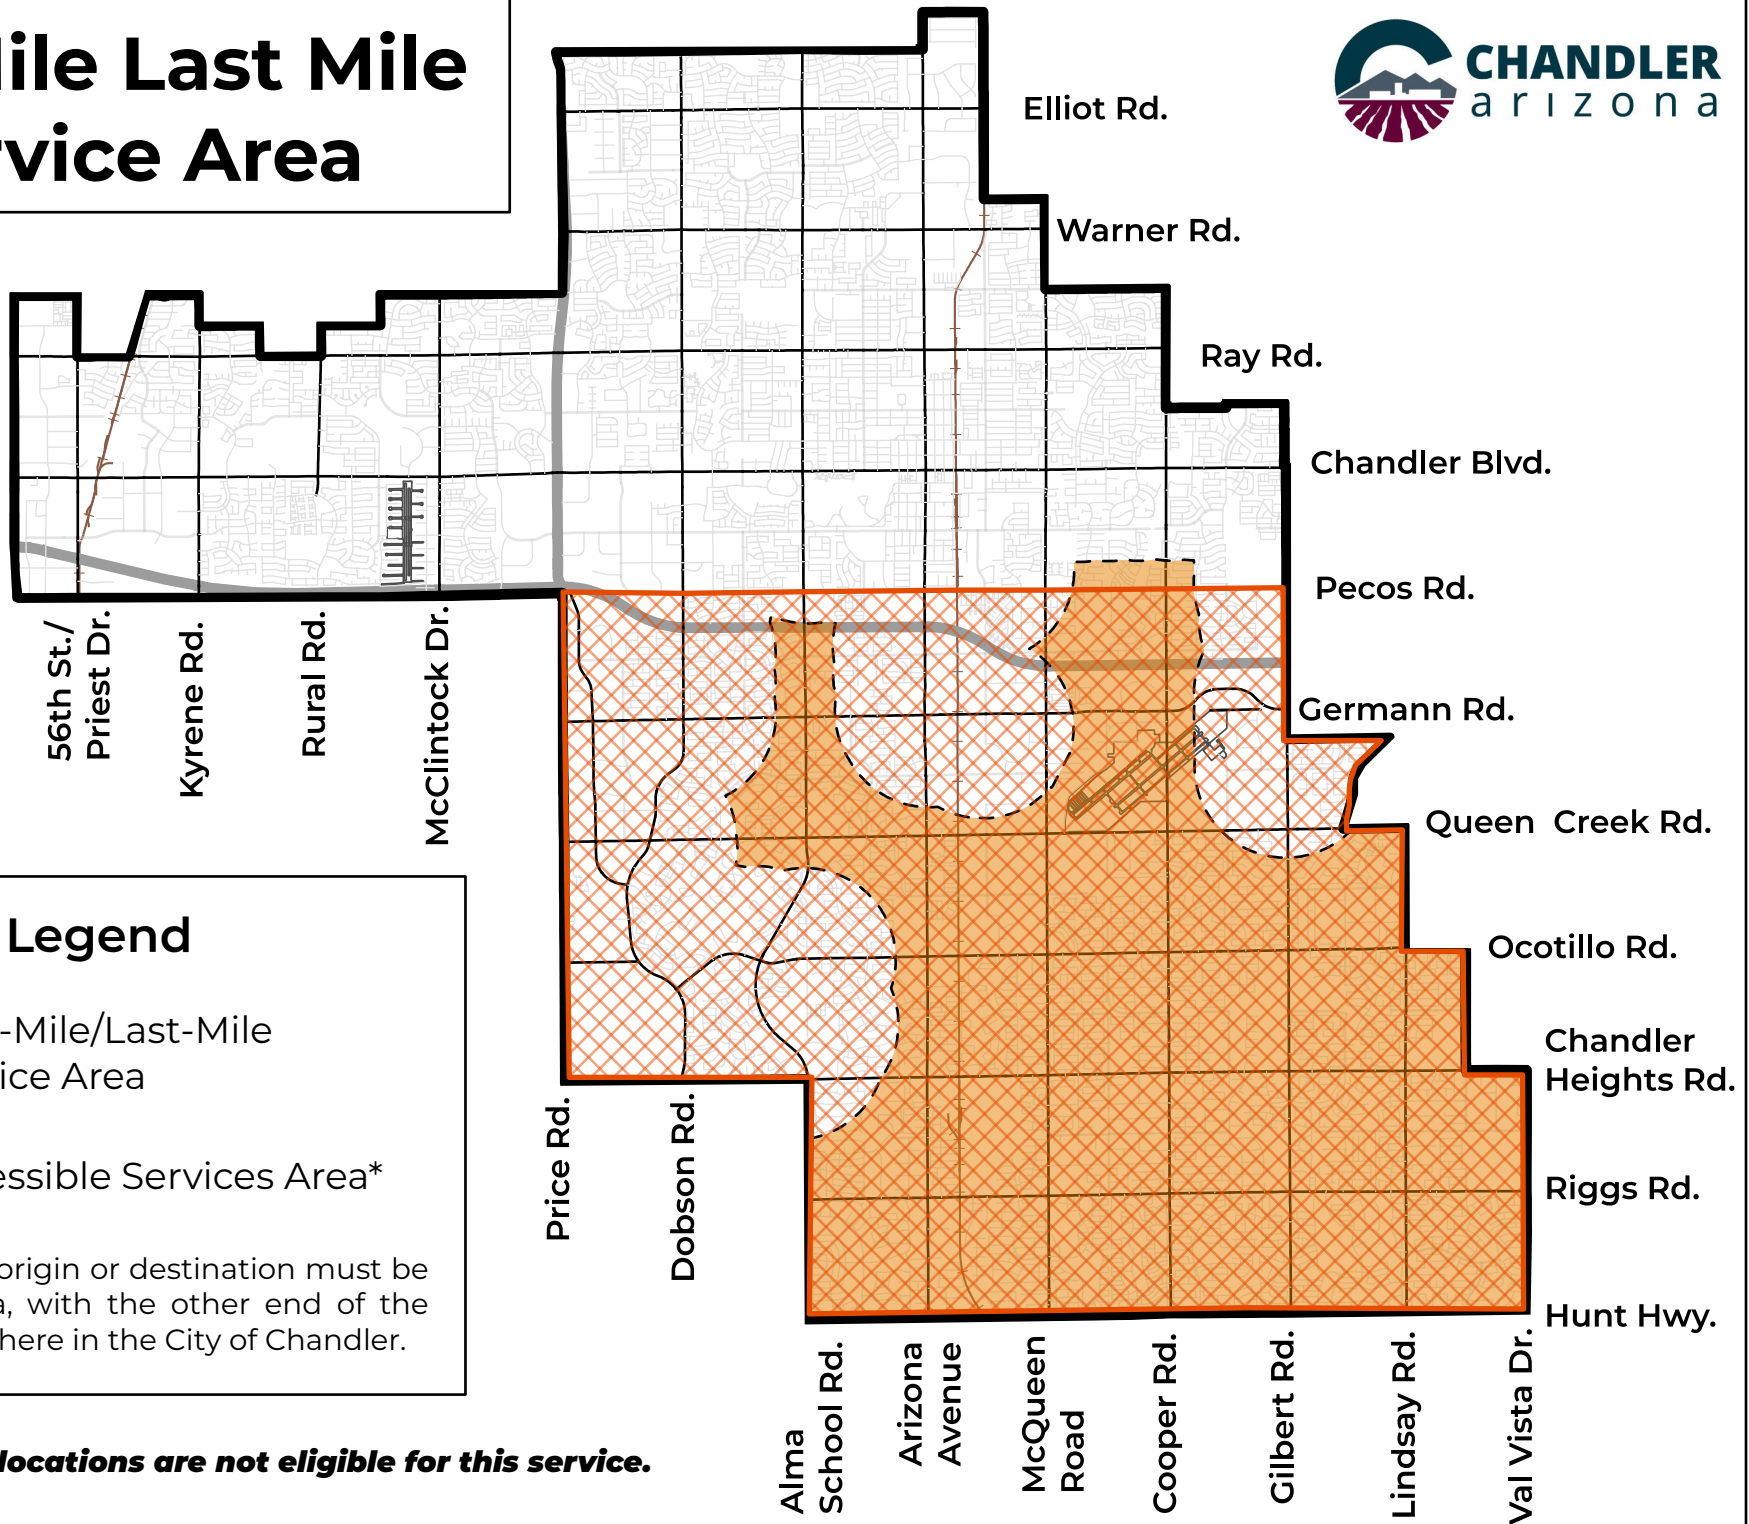 ile Last Mile
vice Area
CHANDLER
arizona
Elliot Rd.
Warner Rd.
Ray Rd.
Chandler Blvd.
Pecos Rd.
Germann Rd.
Queen Creek Rd.
Ocotillo Rd.
Chandler
Heights Rd.
Riggs Rd.
Hunt Hwy.
56th St./
Priest Dr.
Kyrene Rd.
Rural Rd.
McClintock Dr.
Price Rd.
Dobson Rd.
Alma
School Rd.
Arizona
Avenue
McQueen
Road
Cooper Rd.
Gilbert Rd.
Lindsay Rd.
Val Vista Dr.
Legend
-Mile/Last-Mile
ice Area
essible Services Area*
origin or destination must be
a, with the other end of the
here in the City of Chandler.
locations are not eligible for this service.